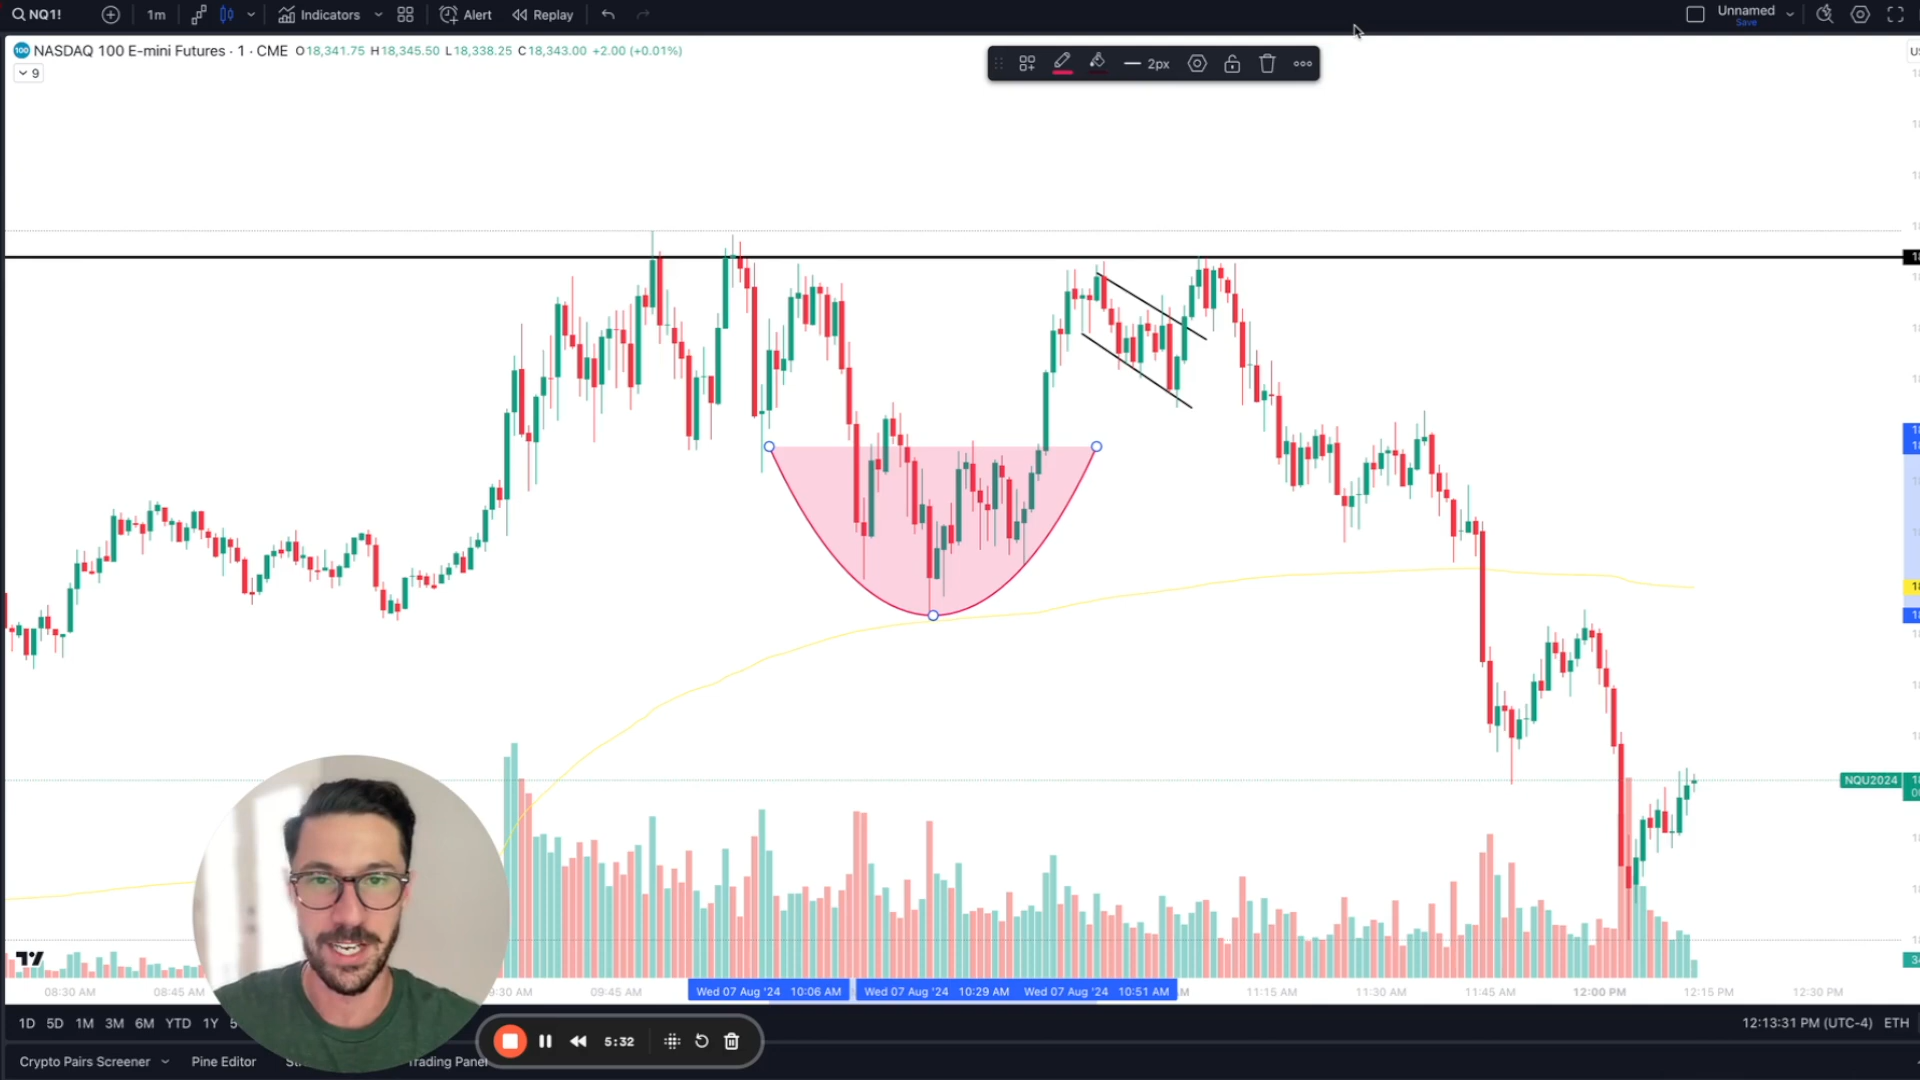 NQ1! 1m Indicators Alert Replay Unnamed
Save
100 NASDAQ 100 E-mini Futures · 1 · CME O18,341.75 H18,345.50 L18,338.25 C18,343.00 +2.00 (+0.01%)
9
2px
NQU2024
08:30 AM 08:45 AM 9:30 AM 09:45 AM Wed 07 Aug '24 10:06 AM Wed 07 Aug '24 10:29 AM Wed 07 Aug '24 10:51 AM 11:15 AM 11:30 AM 11:45 AM 12:00 PM 12:15 PM 12:30 PM
1D 5D 1M 3M 6M YTD 1Y 12:13:31 PM (UTC-4) ETH
5:32
Crypto Pairs Screener Pine Editor Trading Panel